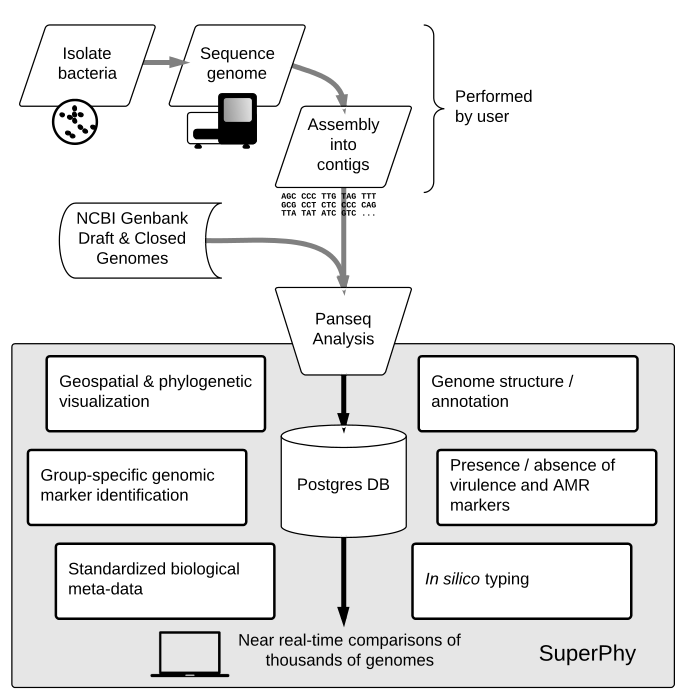 Isolate
bacteria
Sequence
genome
Assembly
into
contigs
Performed
by user
AGC CCC TTG TAG TTT
GCG CCT CTC CCC CAG
TTA TAT ATC GTC ...
NCBI Genbank
Draft & Closed
Genomes
Panseq
Analysis
Geospatial & phylogenetic
visualization
Genome structure /
annotation
Group-specific genomic
marker identification
Postgres DB
Presence / absence of
virulence and AMR
markers
Standardized biological
meta-data
In silico typing
Near real-time comparisons of
thousands of genomes
SuperPhy